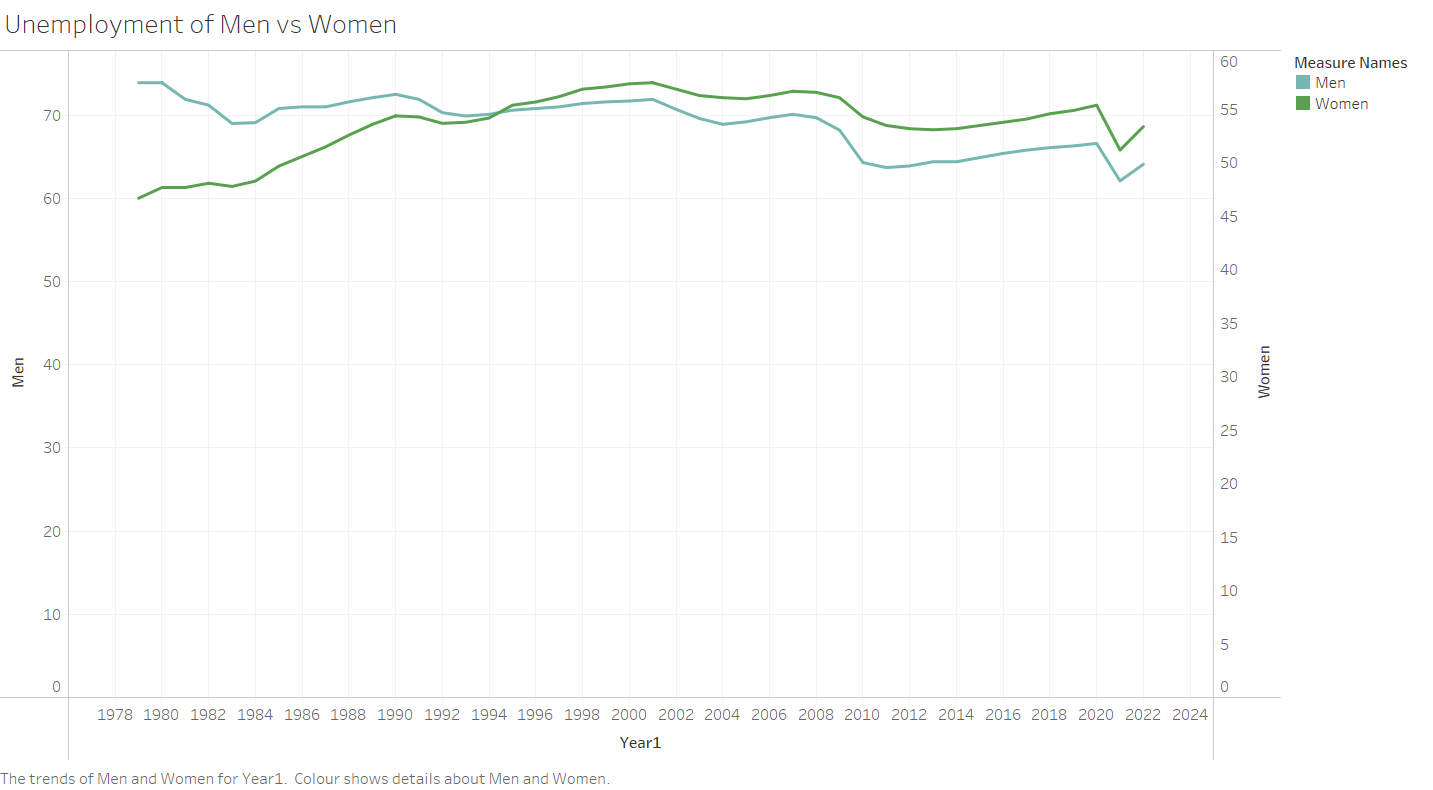 Unemployment of Men vs Women
Measure Names
Men
Women
70
60
50
40
30
20
10
0
Men
60
55
50
45
40
35
30
25
20
15
10
5
0
Women
1978 1980 1982 1984 1986 1988 1990 1992 1994 1996 1998 2000 2002 2004 2006 2008 2010 2012 2014 2016 2018 2020 2022 2024
Year1
The trends of Men and Women for Year1.  Colour shows details about Men and Women.